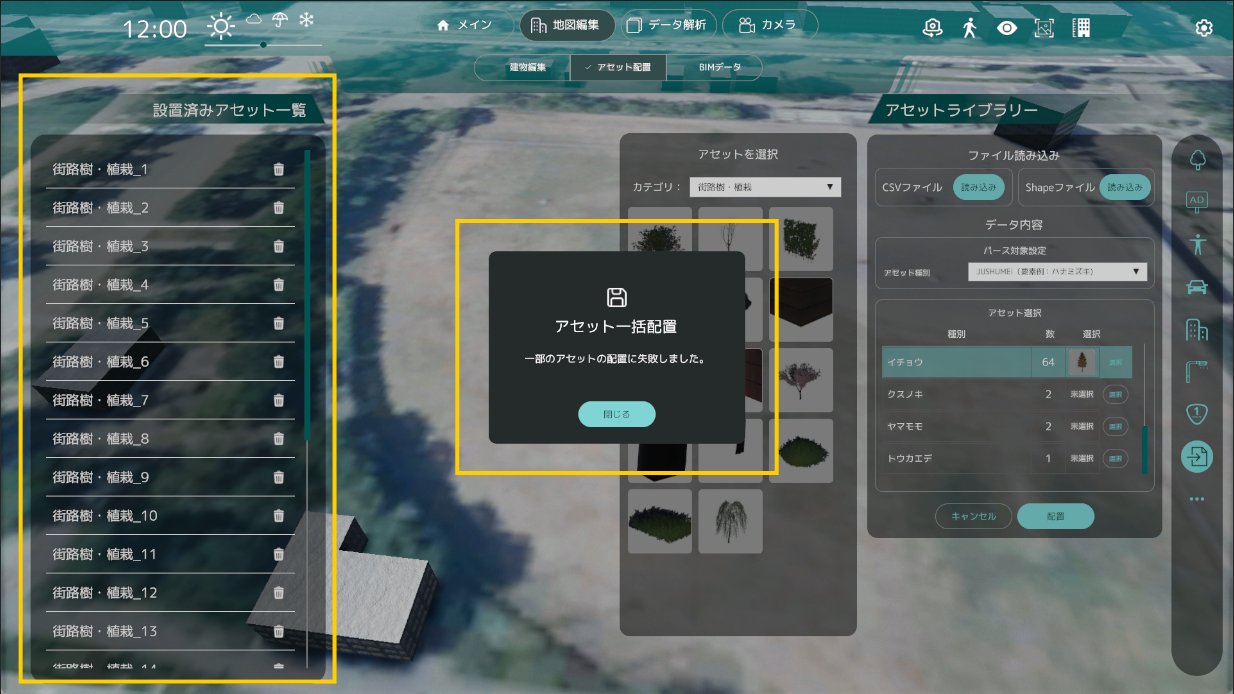 12:00
メイン
地図編集
データ解析
カメラ
建物編集
✓ アセット配置
BIMデータ
設置済みアセット一覧
街路樹・植栽_1
街路樹・植栽_2
街路樹・植栽_3
街路樹・植栽_4
街路樹・植栽_5
街路樹・植栽_6
街路樹・植栽_7
街路樹・植栽_8
街路樹・植栽_9
街路樹・植栽_10
街路樹・植栽_11
街路樹・植栽_12
街路樹・植栽_13
街路樹・植栽_14
アセットを選択
カテゴリ：
街路樹・植栽 ▼
アセット一括配置
一部のアセットの配置に失敗しました。
閉じる
アセットライブラリー
ファイル読み込み
CSVファイル 読み込み
Shapeファイル 読み込み
データ内容
パース対象設定
アセット種別
JUSHUMEI（要素例：ハナミズキ） ▼
アセット選択
種別 数 選択
イチョウ 64 選択
クスノキ 2 未選択 選択
ヤマモモ 2 未選択 選択
トウカエデ 1 未選択 選択
キャンセル
配置
AD
1